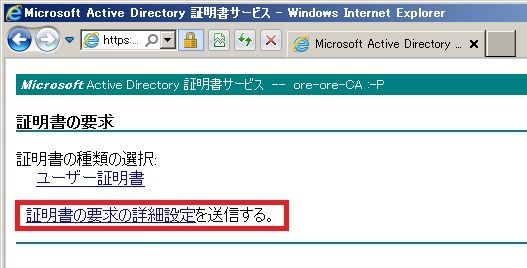 Microsoft Active Directory 証明書サービス - Windows Internet Explorer
https:...
Microsoft Active Directory ...
Microsoft Active Directory 証明書サービス -- ore-ore-CA :-P
証明書の要求
証明書の種類の選択:
ユーザー証明書
証明書の要求の詳細設定を送信する。